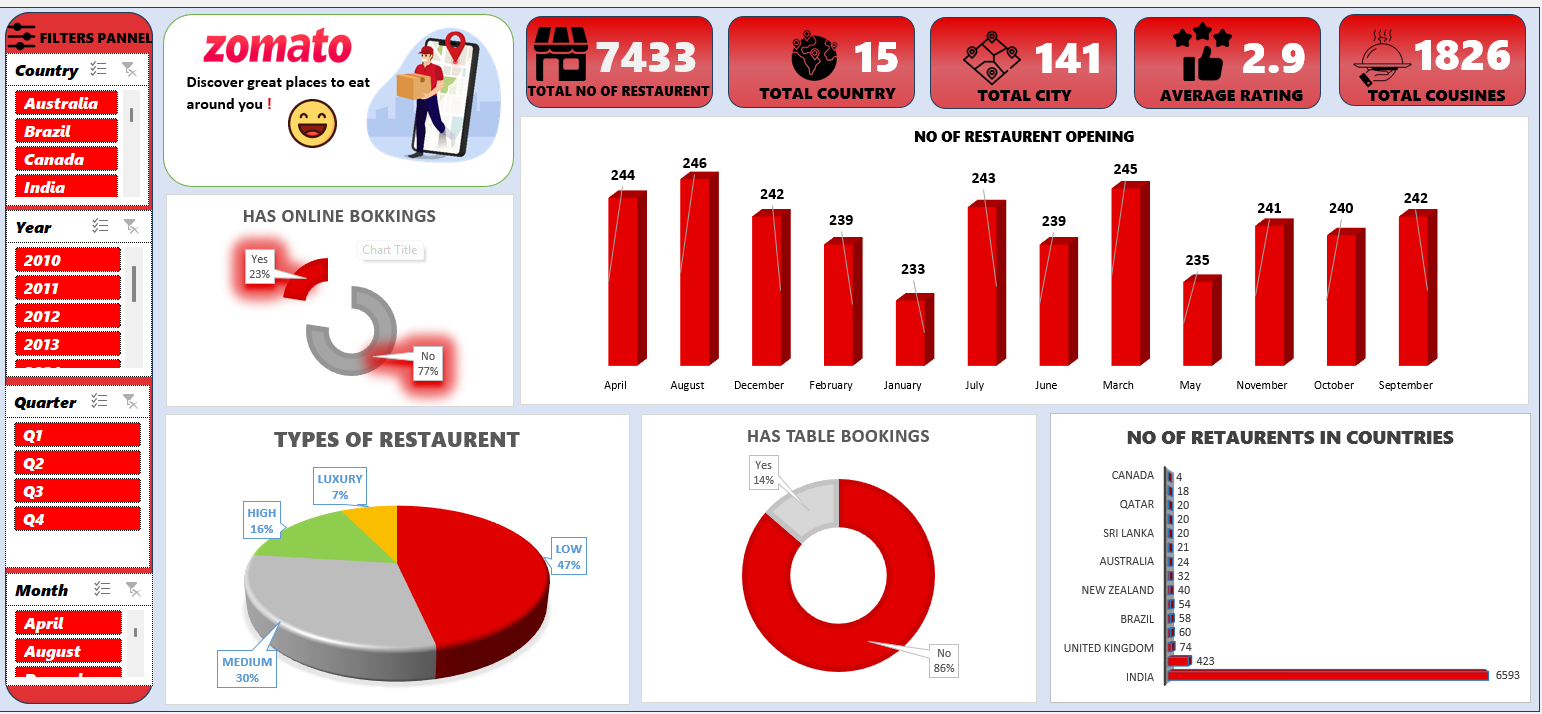 FILTERS PANNEL
Country
Australia
Brazil
Canada
India
Year
2010
2011
2012
2013
Quarter
Q1
Q2
Q3
Q4
Month
April
August
zomato
Discover great places to eat
around you !
7433
TOTAL NO OF RESTAURENT
15
TOTAL COUNTRY
141
TOTAL CITY
2.9
AVERAGE RATING
1826
TOTAL COUSINES
HAS ONLINE BOKKINGS
Chart Title
Yes
23%
No
77%
NO OF RESTAURENT OPENING
244
246
242
239
233
243
239
245
235
241
240
242
April
August
December
February
January
July
June
March
May
November
October
September
TYPES OF RESTAURENT
LUXURY
7%
HIGH
16%
LOW
47%
MEDIUM
30%
HAS TABLE BOOKINGS
Yes
14%
No
86%
NO OF RETAURENTS IN COUNTRIES
CANADA
4
18
QATAR
20
20
SRI LANKA
20
21
AUSTRALIA
24
32
NEW ZEALAND
40
54
BRAZIL
58
60
UNITED KINGDOM
74
423
INDIA
6593